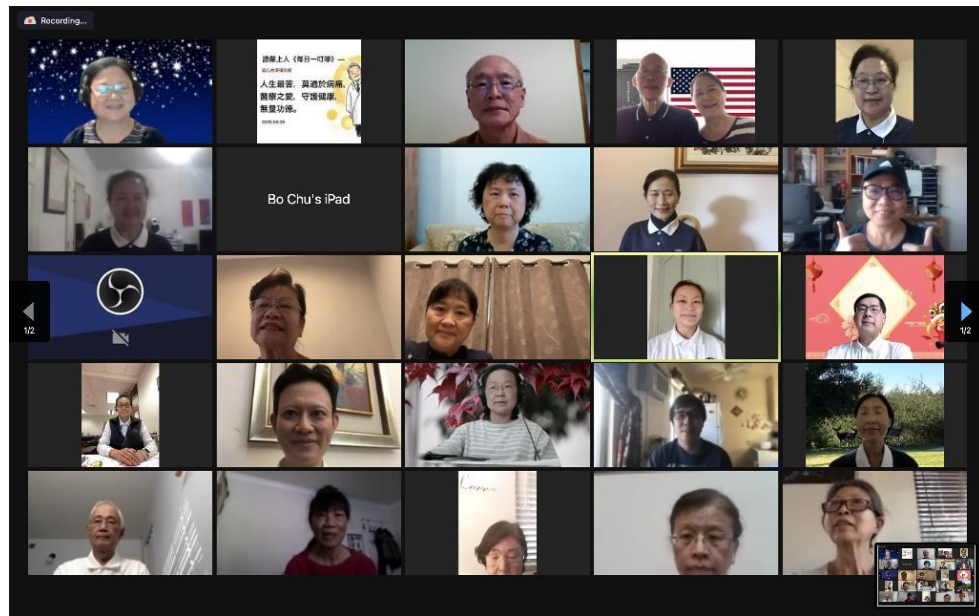 Recording...
證嚴上人《每日一叮嚀》—
人生最苦，莫過於病痛，
醫療之愛，守護健康，
無量功德。
Bo Chu's iPad
1/2
1/2
Love